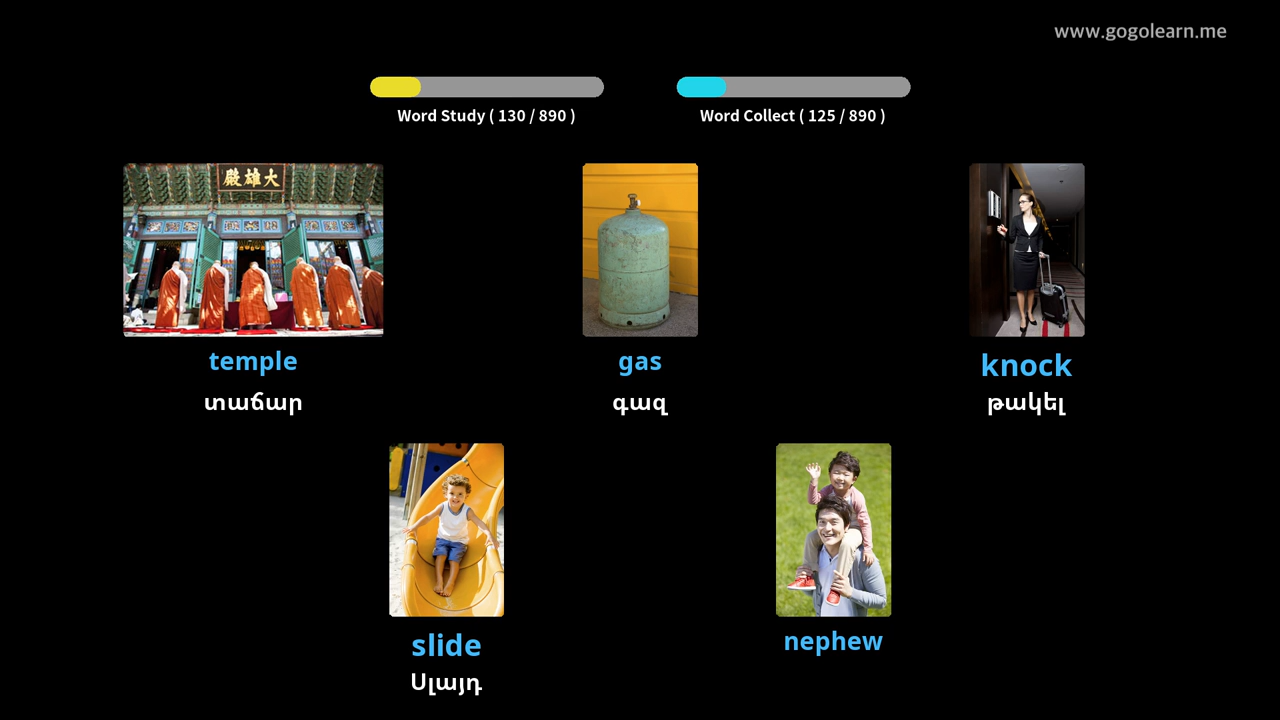 www.gogolearn.me
Word Study ( 130 / 890 )
Word Collect ( 125 / 890 )
殿雄大
temple
gas
knock
տաճար
գազ
թակել
slide
nephew
Սլայդ